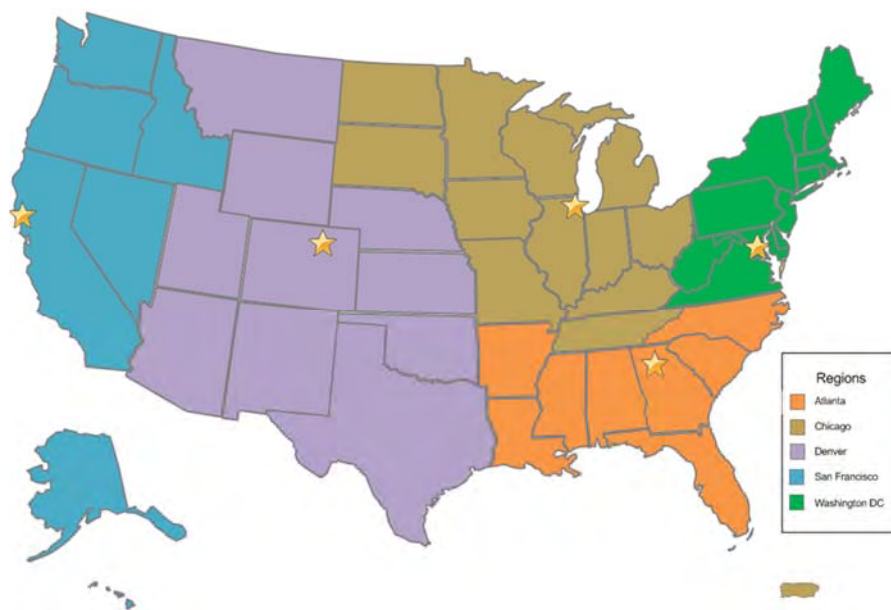 Regions
Atlanta
Chicago
Denver
San Francisco
Washington DC